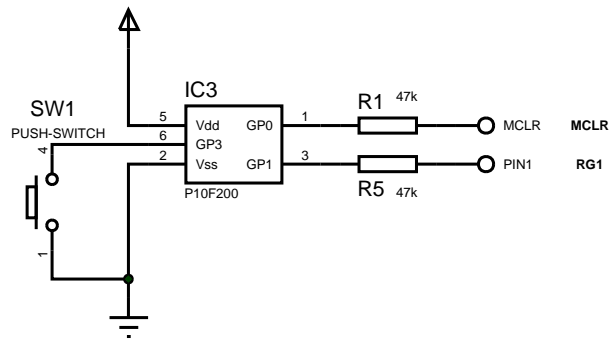 IC3
SW1
PUSH-SWITCH
5
6
2
Vdd
GP3
Vss
GP0
GP1
P10F200
1
3
R1
47k
R5
47k
MCLR
MCLR
PIN1
RG1
4
1